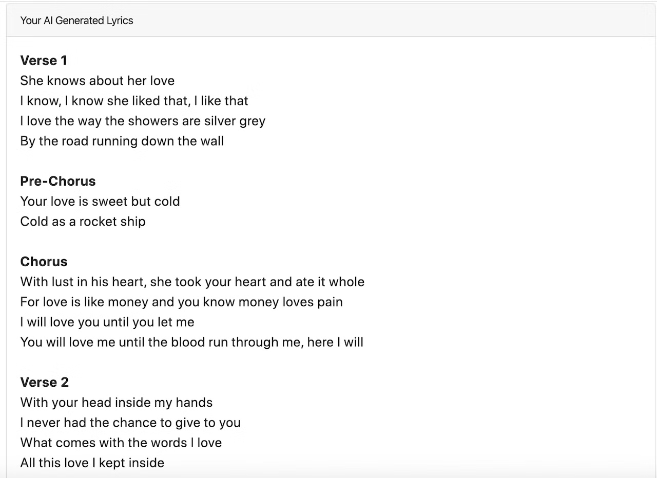 Your AI Generated Lyrics
Verse 1
She knows about her love
I know, I know she liked that, I like that
I love the way the showers are silver grey
By the road running down the wall
Pre-Chorus
Your love is sweet but cold
Cold as a rocket ship
Chorus
With lust in his heart, she took your heart and ate it whole
For love is like money and you know money loves pain
I will love you until you let me
You will love me until the blood run through me, here I will
Verse 2
With your head inside my hands
I never had the chance to give to you
What comes with the words I love
All this love I kept inside